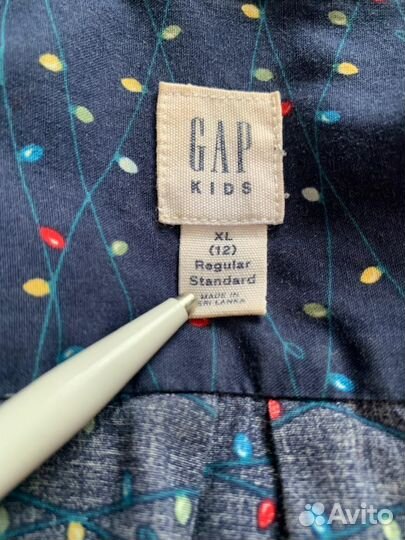 GAP
KIDS
XL
(12)
Regular
Standard
MADE IN
SRI LANKA
Avito